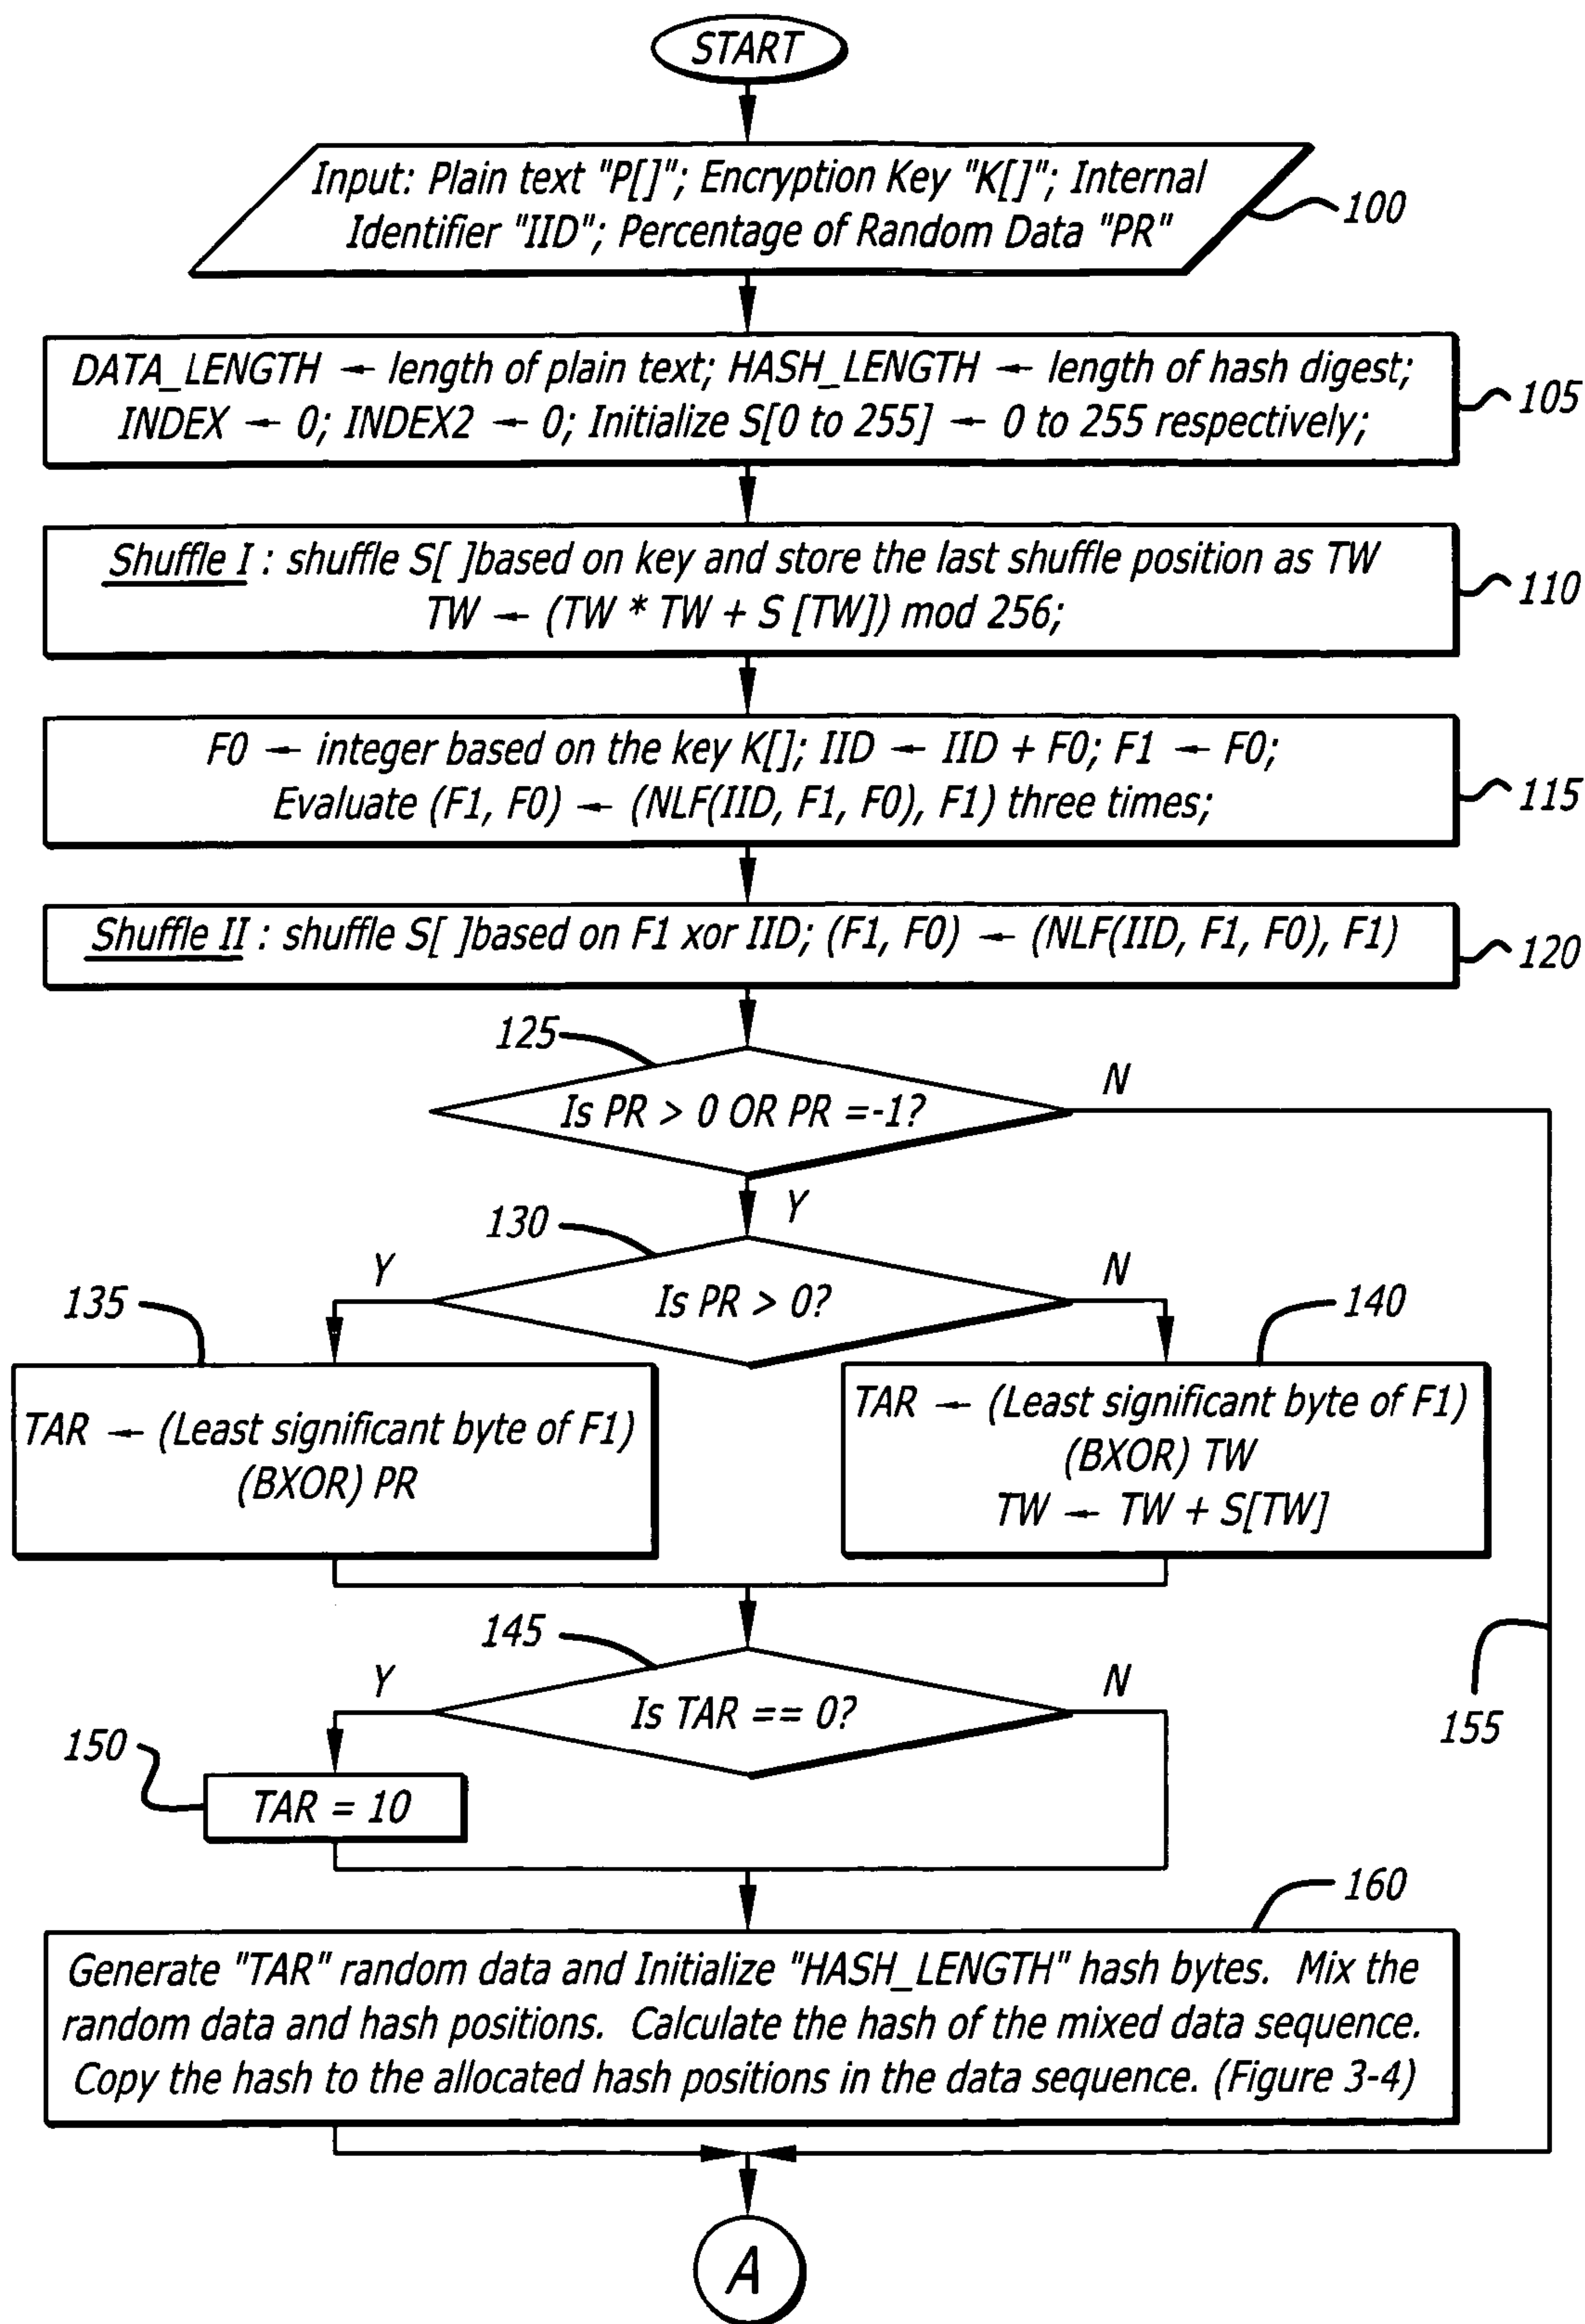 START
Input: Plain text "P[]"; Encryption Key "K[]"; Internal
Identifier "IID"; Percentage of Random Data "PR"
100
DATA_LENGTH ← length of plain text; HASH_LENGTH ← length of hash digest;
INDEX ← 0; INDEX2 ← 0; Initialize S[0 to 255] ← 0 to 255 respectively;
105
Shuffle I : shuffle S[ ]based on key and store the last shuffle position as TW
TW ← (TW * TW + S [TW]) mod 256;
110
F0 ← integer based on the key K[]; IID ← IID + F0; F1 ← F0;
Evaluate (F1, F0) ← (NLF(IID, F1, F0), F1) three times;
115
Shuffle II : shuffle S[ ]based on F1 xor IID; (F1, F0) ← (NLF(IID, F1, F0), F1)
120
125
Is PR > 0 OR PR =-1?
N
Y
130
Is PR > 0?
Y
N
135
TAR ← (Least significant byte of F1)
(BXOR) PR
140
TAR ← (Least significant byte of F1)
(BXOR) TW
TW ← TW + S[TW]
145
Is TAR == 0?
Y
N
155
150
TAR = 10
160
Generate "TAR" random data and Initialize "HASH_LENGTH" hash bytes. Mix the
random data and hash positions. Calculate the hash of the mixed data sequence.
Copy the hash to the allocated hash positions in the data sequence. (Figure 3-4)
A